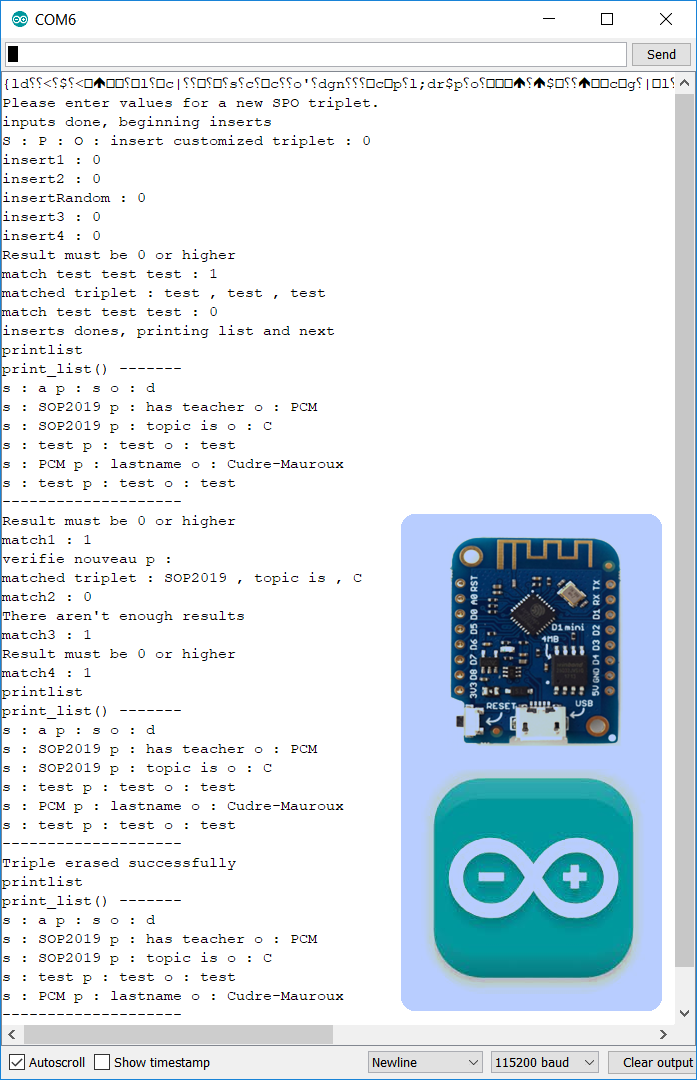 COM6
Send
Please enter values for a new SPO triplet.
inputs done, beginning inserts
S : P : O : insert customized triplet : 0
insert1 : 0
insert2 : 0
insertRandom : 0
insert3 : 0
insert4 : 0
Result must be 0 or higher
match test test test : 1
matched triplet : test , test , test
match test test test : 0
inserts dones, printing list and next
printlist
print_list() -------
s : a p : s o : d
s : SOP2019 p : has teacher o : PCM
s : SOP2019 p : topic is o : C
s : test p : test o : test
s : PCM p : lastname o : Cudre-Mauroux
s : test p : test o : test
--------------------
Result must be 0 or higher
match1 : 1
verifie nouveau p :
matched triplet : SOP2019 , topic is , C
match2 : 0
There aren't enough results
match3 : 1
Result must be 0 or higher
match4 : 1
printlist
print_list() -------
s : a p : s o : d
s : SOP2019 p : has teacher o : PCM
s : SOP2019 p : topic is o : C
s : test p : test o : test
s : PCM p : lastname o : Cudre-Mauroux
s : test p : test o : test
--------------------
Triple erased successfully
printlist
print_list() -------
s : a p : s o : d
s : SOP2019 p : has teacher o : PCM
s : SOP2019 p : topic is o : C
s : test p : test o : test
s : PCM p : lastname o : Cudre-Mauroux
--------------------
3V3 D8 D7 D6 D5 D0 A0 RST
5V GND D4 D3 D2 D1 RX TX
D1 mini
4MB
RESET
USB
Autoscroll
Show timestamp
Newline
115200 baud
Clear output